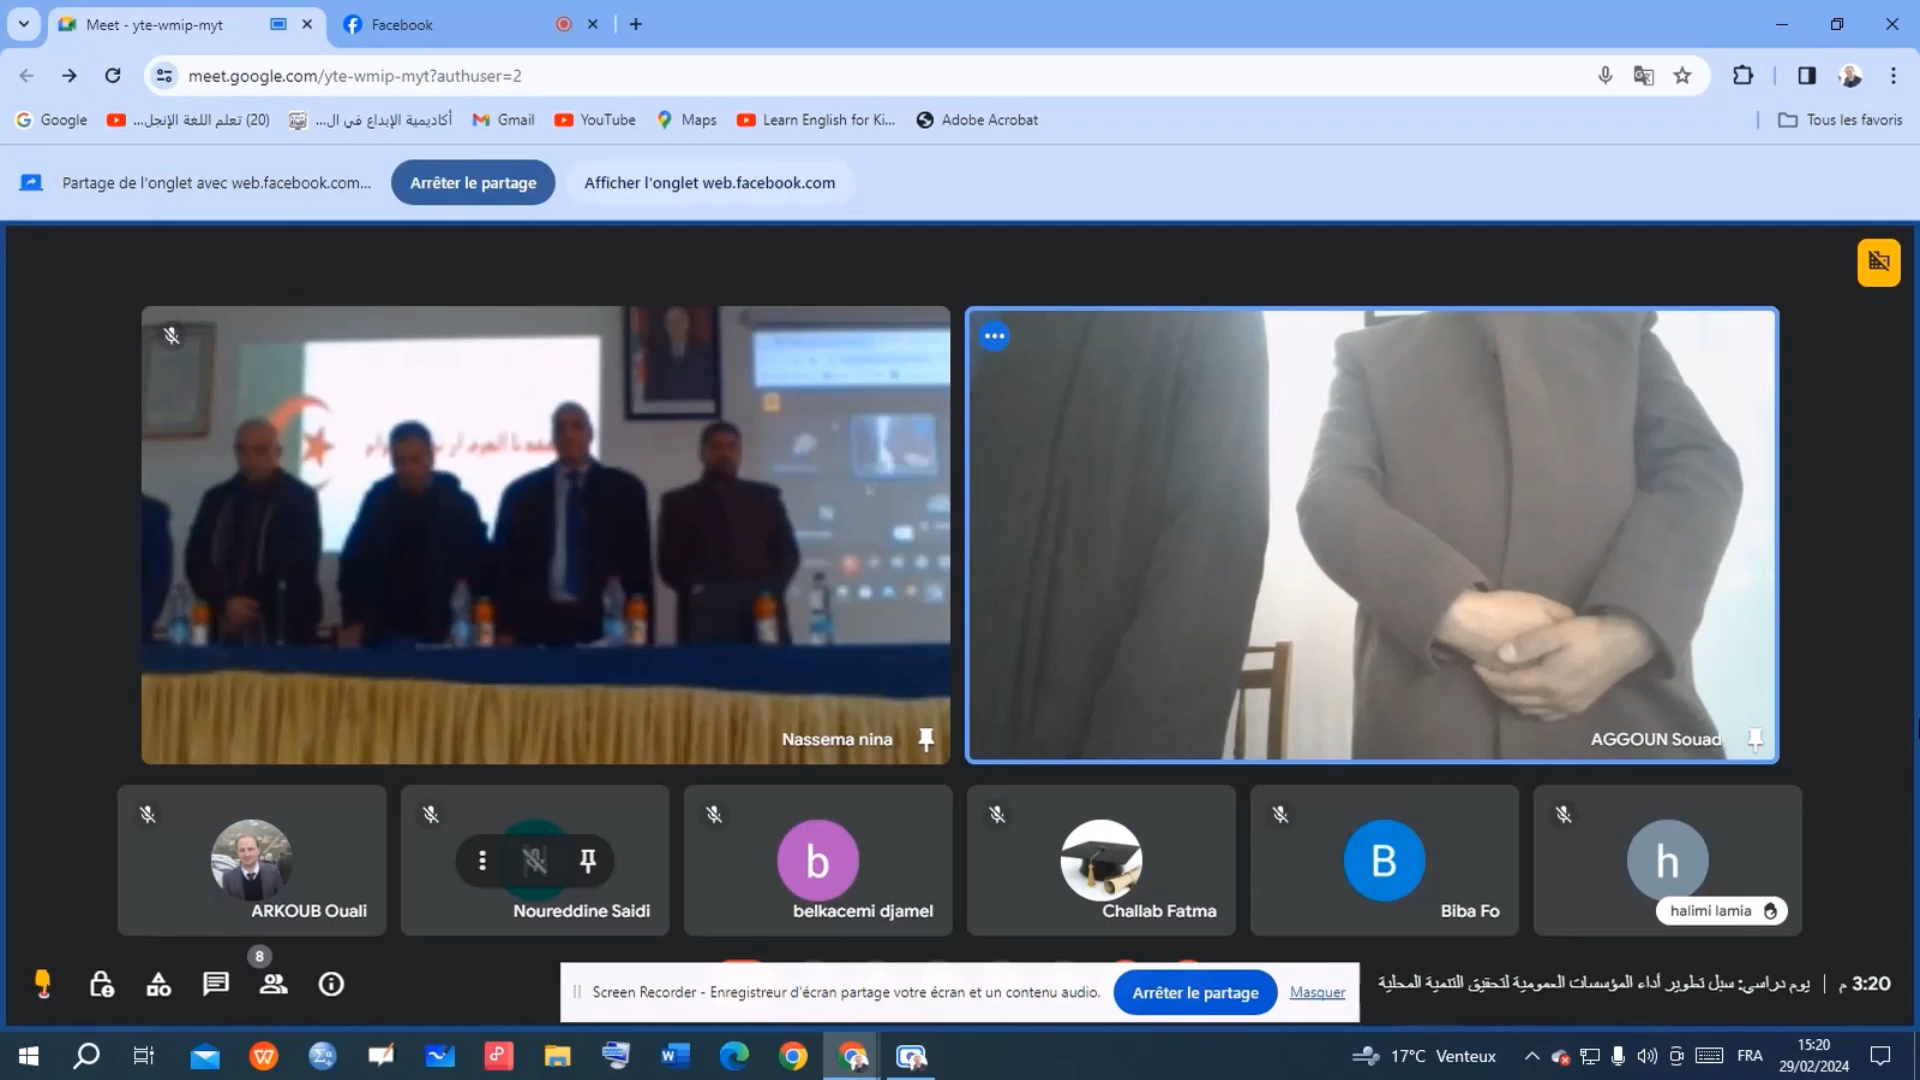 Meet - yte-wmip-myt
Facebook
meet.google.com/yte-wmip-myt?authuser=2
Google
(20) تعلم اللغة الإنجل...
أكاديمية الإبداع في ال...
Gmail
YouTube
Maps
Learn English for Ki...
Adobe Acrobat
Tous les favoris
Partage de l'onglet avec web.facebook.com...
Arrêter le partage
Afficher l'onglet web.facebook.com
Nassema nina
AGGOUN Souad
ARKOUB Ouali
Noureddine Saidi
b
belkacemi djamel
Challab Fatma
B
Biba Fo
h
halimi lamia
8
Screen Recorder - Enregistreur d'écran partage votre écran et un contenu audio.
Arrêter le partage
Masquer
يوم دراسي: سبل تطوير أداء المؤسسات العمومية لتحقيق التنمية المحلية
3:20 م
17°C Venteux
FRA
15:20
29/02/2024